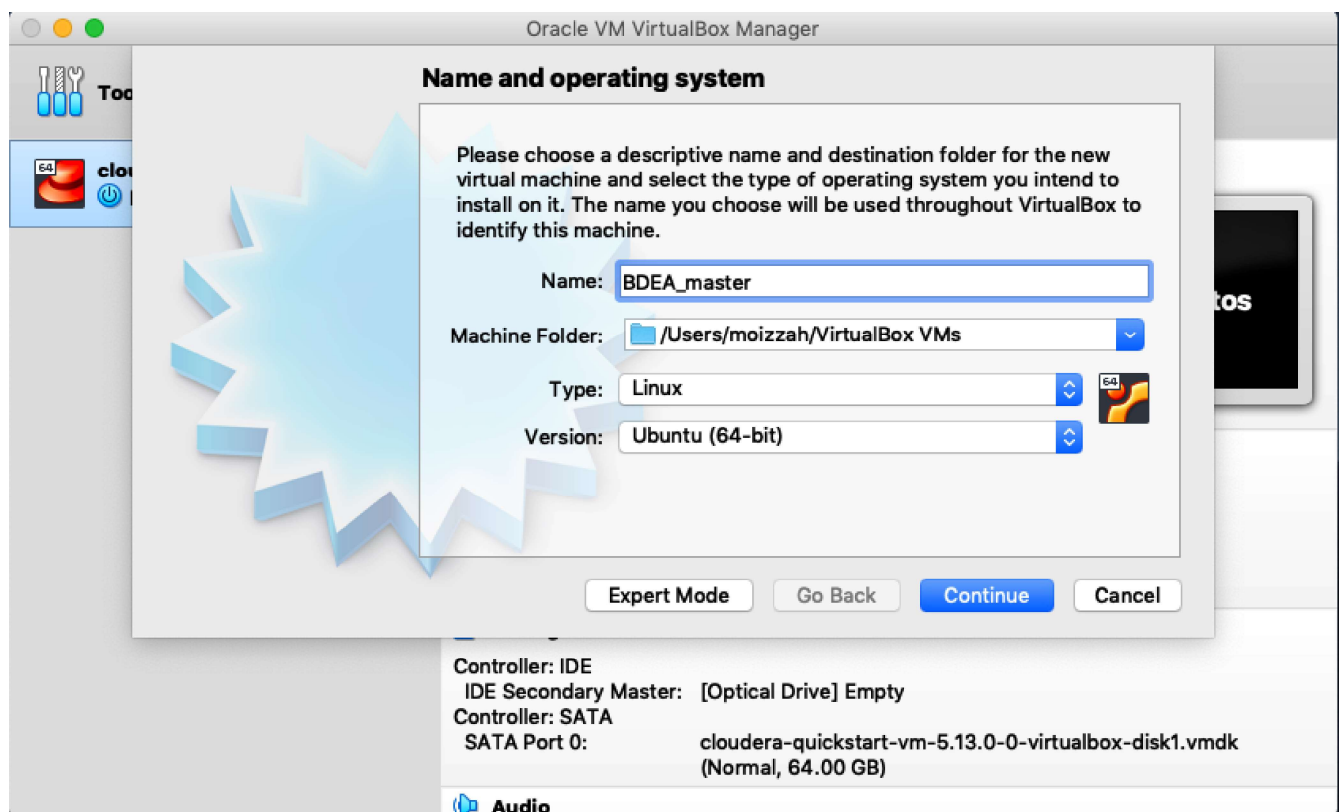 Oracle VM VirtualBox Manager
Name and operating system
Please choose a descriptive name and destination folder for the new
virtual machine and select the type of operating system you intend to
install on it. The name you choose will be used throughout VirtualBox to
identify this machine.
64
Name: BDEA_master
Machine Folder: /Users/moizzah/VirtualBox VMs
Type: Linux
64
Version: Ubuntu (64-bit)
Expert Mode Go Back Continue Cancel
Controller: IDE
IDE Secondary Master: [Optical Drive] Empty
Controller: SATA
SATA Port 0: cloudera-quickstart-vm-5.13.0-0-virtualbox-disk1.vmdk
(Normal, 64.00 GB)
Audio